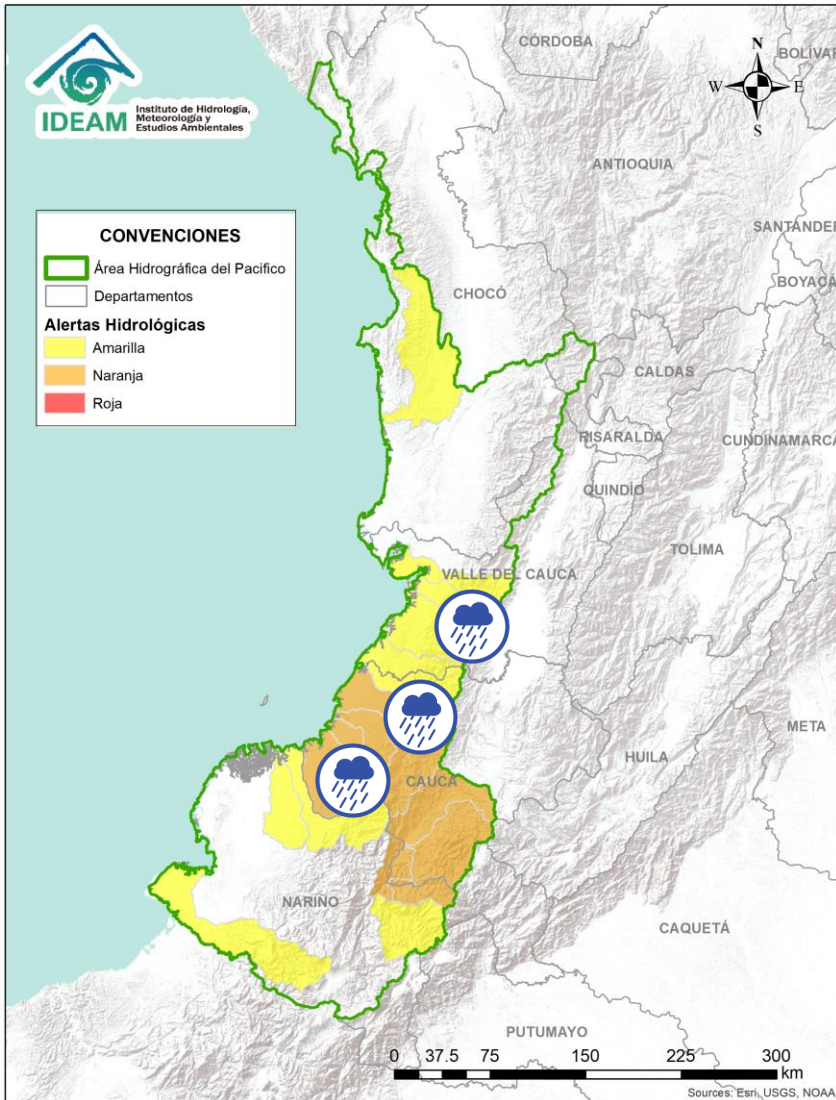 IDEAM
Instituto de Hidrología,
Meteorología y
Estudios Ambientales
N
W
E
S
CÓRDOBA
BOLÍVAR
ANTIOQUIA
SANTANDER
BOYACÁ
CHOCÓ
CALDAS
RISARALDA
CUNDINAMARCA
QUINDÍO
TOLIMA
VALLE DEL CAUCA
META
HUILA
CAUCA
NARIÑO
CAQUETÁ
PUTUMAYO
CONVENCIONES
Área Hidrográfica del Pacifico
Departamentos
Alertas Hidrológicas
Amarilla
Naranja
Roja
0 37.5 75 150 225 300
km
Sources: Esri, USGS, NOAA